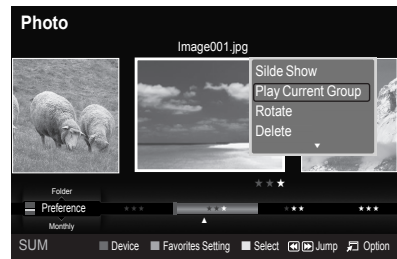 Photo
Image001.jpg
Silde Show
Play Current Group
Rotate
Delete
Folder
Preference
Monthly
SUM
Device
Favorites Setting
Select
Jump
Option